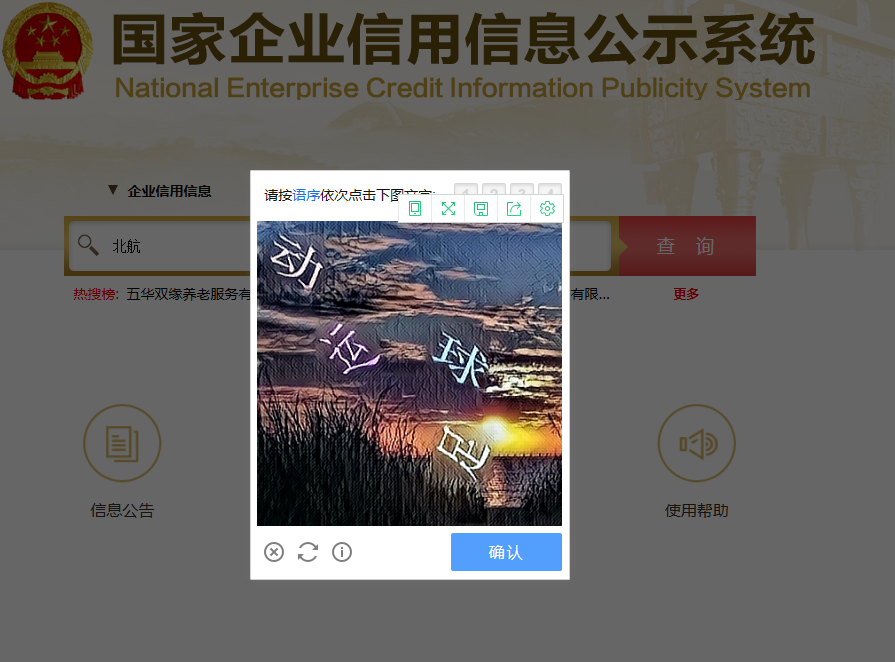 国家企业信用信息公示系统
National Enterprise Credit Information Publicity System
▼ 企业信用信息
请按语序依次点击下图文字:
1 2 3 4
北航
查 询
热搜榜: 五华双缘养老服务有
有限...
更多
动
运
球
足
信息公告
使用帮助
确认